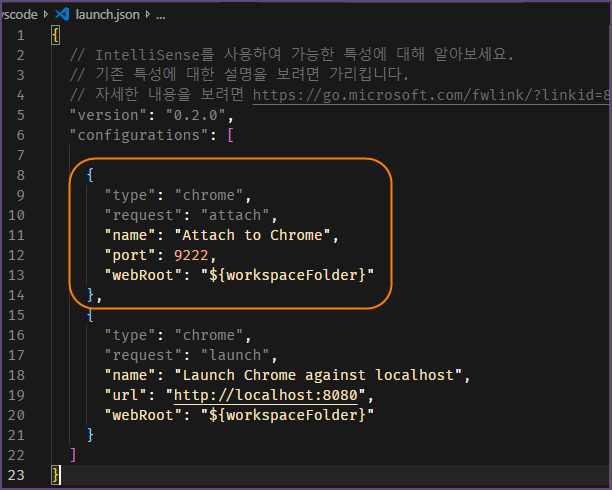 vscode > launch.json > ...
1 {
2 // IntelliSense를 사용하여 가능한 특성에 대해 알아보세요.
3 // 기존 특성에 대한 설명을 보려면 가리킵니다.
4 // 자세한 내용을 보려면 https://go.microsoft.com/fwlink/?linkid=8
5 "version": "0.2.0",
6 "configurations": [
7
8 {
9 "type": "chrome",
10 "request": "attach",
11 "name": "Attach to Chrome",
12 "port": 9222,
13 "webRoot": "${workspaceFolder}"
14 },
15 {
16 "type": "chrome",
17 "request": "launch",
18 "name": "Launch Chrome against localhost",
19 "url": "http://localhost:8080",
20 "webRoot": "${workspaceFolder}"
21 }
22 ]
23 }